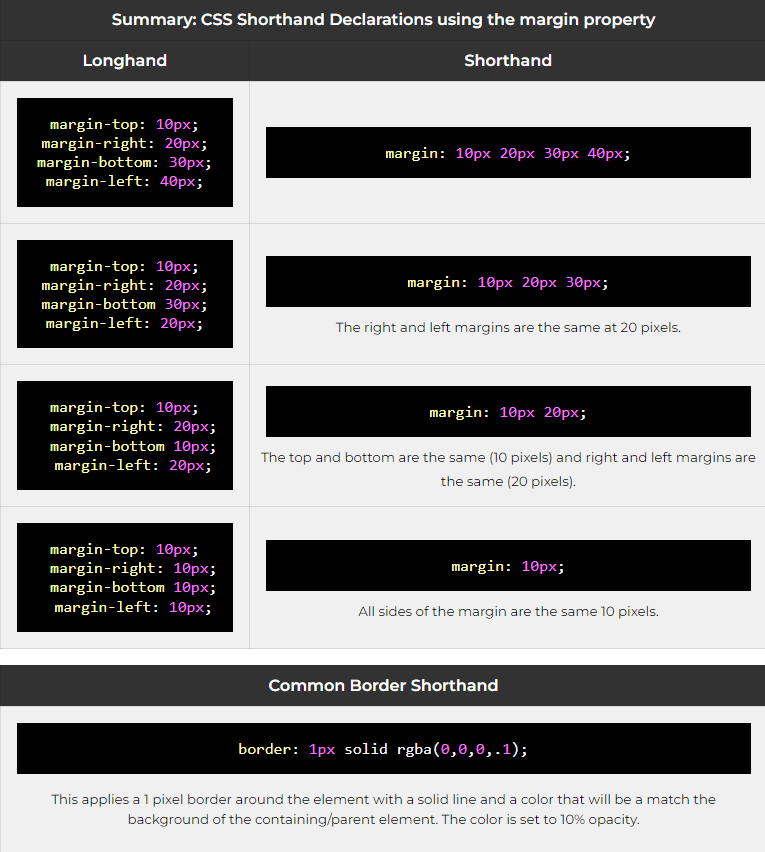 Summary: CSS Shorthand Declarations using the margin property
Longhand
Shorthand
margin-top: 10px;
margin-right: 20px;
margin-bottom: 30px;
margin-left: 40px;
margin: 10px 20px 30px 40px;
margin-top: 10px;
margin-right: 20px;
margin-bottom 30px;
margin-left: 20px;
margin: 10px 20px 30px;
The right and left margins are the same at 20 pixels.
margin-top: 10px;
margin-right: 20px;
margin-bottom 10px;
margin-left: 20px;
margin: 10px 20px;
The top and bottom are the same (10 pixels) and right and left margins are
the same (20 pixels).
margin-top: 10px;
margin-right: 10px;
margin-bottom 10px;
margin-left: 10px;
margin: 10px;
All sides of the margin are the same 10 pixels.
Common Border Shorthand
border: 1px solid rgba(0,0,0,.1);
This applies a 1 pixel border around the element with a solid line and a color that will be a match the
background of the containing/parent element. The color is set to 10% opacity.